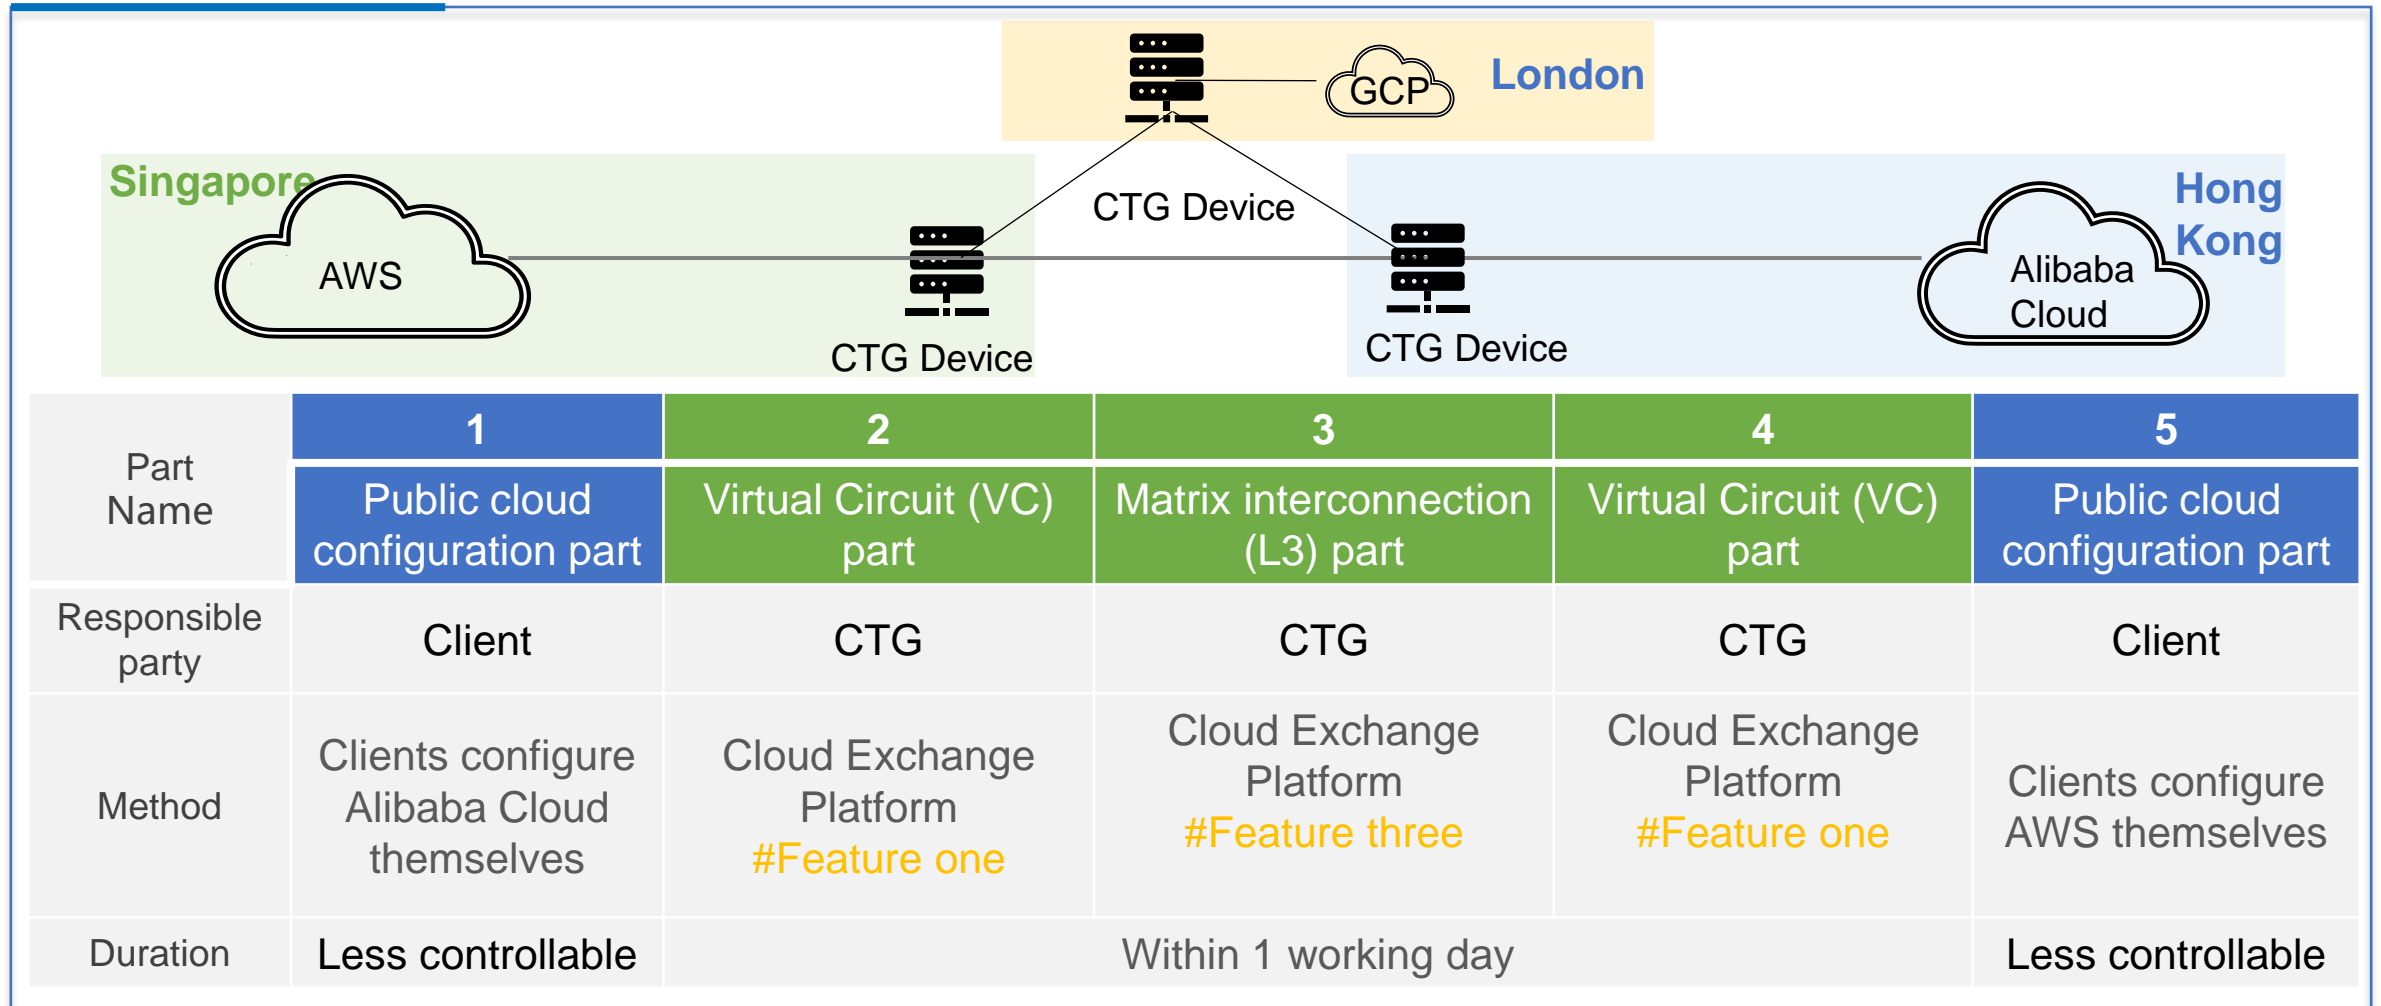 GCP
London
Singapore
CTG Device
Hong
Kong
AWS
Alibaba
Cloud
CTG Device
CTG Device
Part
Name
1
2
3
4
5
Public cloud
configuration part
Virtual Circuit (VC)
part
Matrix interconnection
(L3) part
Virtual Circuit (VC)
part
Public cloud
configuration part
Responsible
party
Client
CTG
CTG
CTG
Client
Method
Clients configure
Alibaba Cloud
themselves
Cloud Exchange
Platform
#Feature one
Cloud Exchange
Platform
#Feature three
Cloud Exchange
Platform
#Feature one
Clients configure
AWS themselves
Duration
Less controllable
Within 1 working day
Less controllable